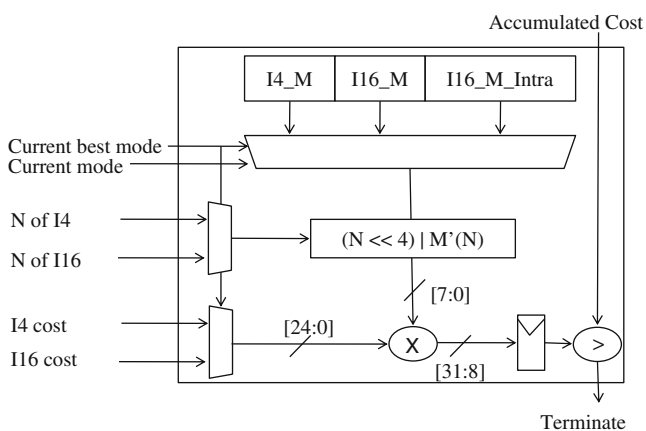 Accumulated Cost
I4_M I16_M I16_M_Intra
Current best mode
Current mode
N of I4
(N << 4) | M’(N)
N of I16
[7:0]
I4 cost
[24:0]
X
>
I16 cost
[31:8]
Terminate